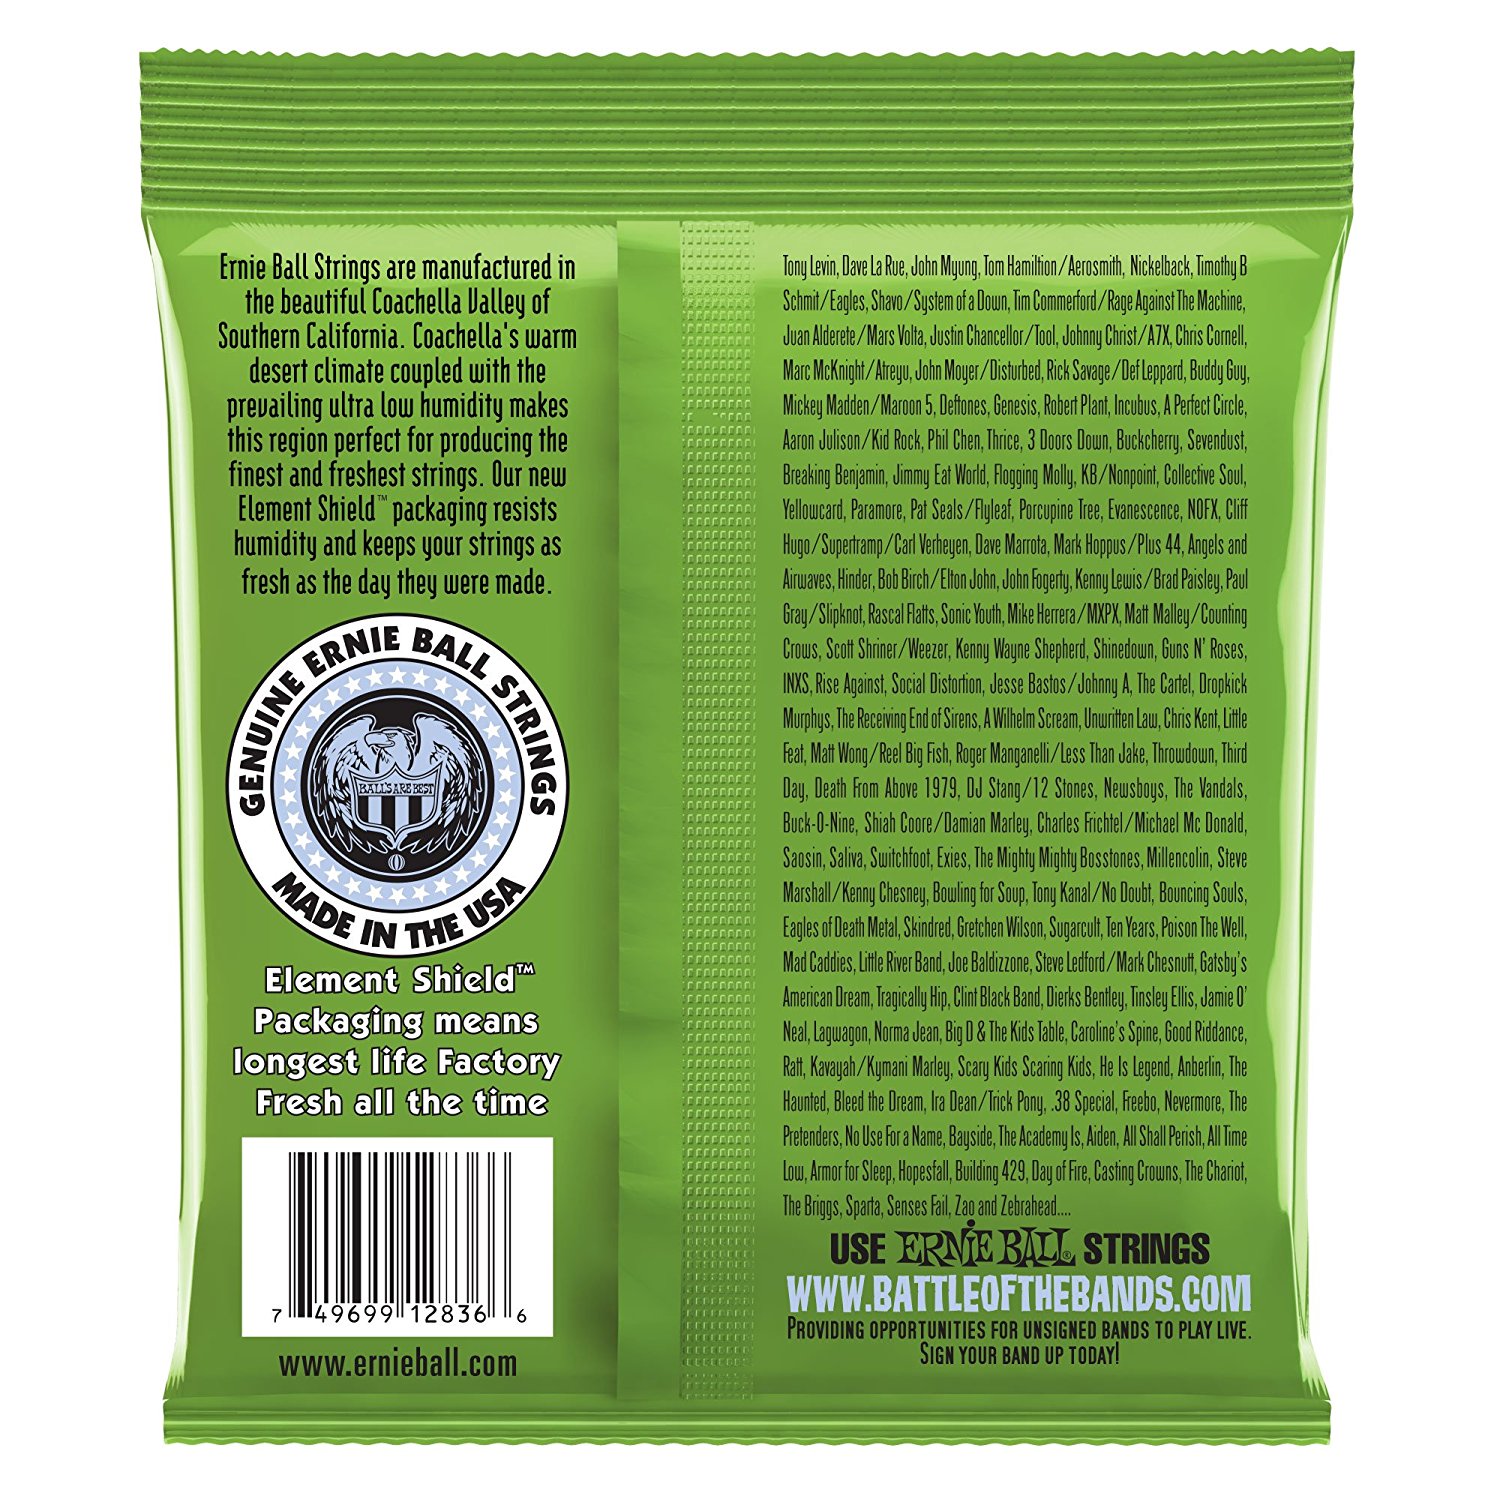 Ernie Ball Strings are manufactured in
the beautiful Coachella Valley of
Southern California. Coachella's warm
desert climate coupled with the
prevailing ultra low humidity makes
this region perfect for producing the
finest and freshest strings. Our new
Element Shield™ packaging resists
humidity and keeps your strings as
fresh as the day they were made.
GENUINE ERNIE BALL STRINGS
BALL'S ARE BEST
MADE IN THE USA
Element Shield™
Packaging means
longest life Factory
Fresh all the time
7 49699 12836 6
www.ernieball.com
Tony Levin, Dave La Rue, John Myung, Tom Hamiltion/Aerosmith, Nickelback, Timothy B
Schmit/Eagles, Shavo/System of a Down, Tim Commerford/Rage Against The Machine,
Juan Alderete/Mars Volta, Justin Chancellor/Tool, Johnny Christ/A7X, Chris Cornell,
Marc McKnight/Atreyu, John Moyer/Disturbed, Rick Savage/Def Leppard, Buddy Guy,
Mickey Madden/Maroon 5, Deftones, Genesis, Robert Plant, Incubus, A Perfect Circle,
Aaron Julison/Kid Rock, Phil Chen, Thrice, 3 Doors Down, Buckcherry, Sevendust,
Breaking Benjamin, Jimmy Eat World, Flogging Molly, KB/Nonpoint, Collective Soul,
Yellowcard, Paramore, Pat Seals/Flyleaf, Porcupine Tree, Evanescence, NOFX, Cliff
Hugo/Supertramp/Carl Verheyen, Dave Marrota, Mark Hoppus/Plus 44, Angels and
Airwaves, Hinder, Bob Birch/Elton John, John Fogerty, Kenny Lewis/Brad Paisley, Paul
Gray/Slipknot, Rascal Flatts, Sonic Youth, Mike Herrera/MXPX, Matt Malley/Counting
Crows, Scott Shriner/Weezer, Kenny Wayne Shepherd, Shinedown, Guns N' Roses,
INXS, Rise Against, Social Distortion, Jesse Bastos/Johnny A, The Cartel, Dropkick
Murphys, The Receiving End of Sirens, A Wilhelm Scream, Unwritten Law, Chris Kent, Little
Feat, Matt Wong/Reel Big Fish, Roger Manganelli/Less Than Jake, Throwdown, Third
Day, Death From Above 1979, DJ Stang/12 Stones, Newsboys, The Vandals,
Buck-O-Nine, Shiah Coore/Damian Marley, Charles Frichtel/Michael Mc Donald,
Saosin, Saliva, Switchfoot, Exies, The Mighty Mighty Bosstones, Millencolin, Steve
Marshall/Kenny Chesney, Bowling for Soup, Tony Kanal/No Doubt, Bouncing Souls,
Eagles of Death Metal, Skindred, Gretchen Wilson, Sugarcult, Ten Years, Poison The Well,
Mad Caddies, Little River Band, Joe Baldizzone, Steve Ledford/Mark Chesnutt, Gatsby's
American Dream, Tragically Hip, Clint Black Band, Dierks Bentley, Tinsley Ellis, Jamie O'
Neal, Lagwagon, Norma Jean, Big D & The Kids Table, Caroline's Spine, Good Riddance,
Ratt, Kavayah/Kymani Marley, Scary Kids Scaring Kids, He Is Legend, Anberlin, The
Haunted, Bleed the Dream, Ira Dean/Trick Pony, .38 Special, Freebo, Nevermore, The
Pretenders, No Use For a Name, Bayside, The Academy Is, Aiden, All Shall Perish, All Time
Low, Armor for Sleep, Hopesfall, Building 429, Day of Fire, Casting Crowns, The Chariot,
The Briggs, Sparta, Senses Fail, Zao and Zebrahead....
USE ERNIE BALL® STRINGS
WWW.BATTLEOFTHEBANDS.COM
PROVIDING OPPORTUNITIES FOR UNSIGNED BANDS TO PLAY LIVE.
SIGN YOUR BAND UP TODAY!